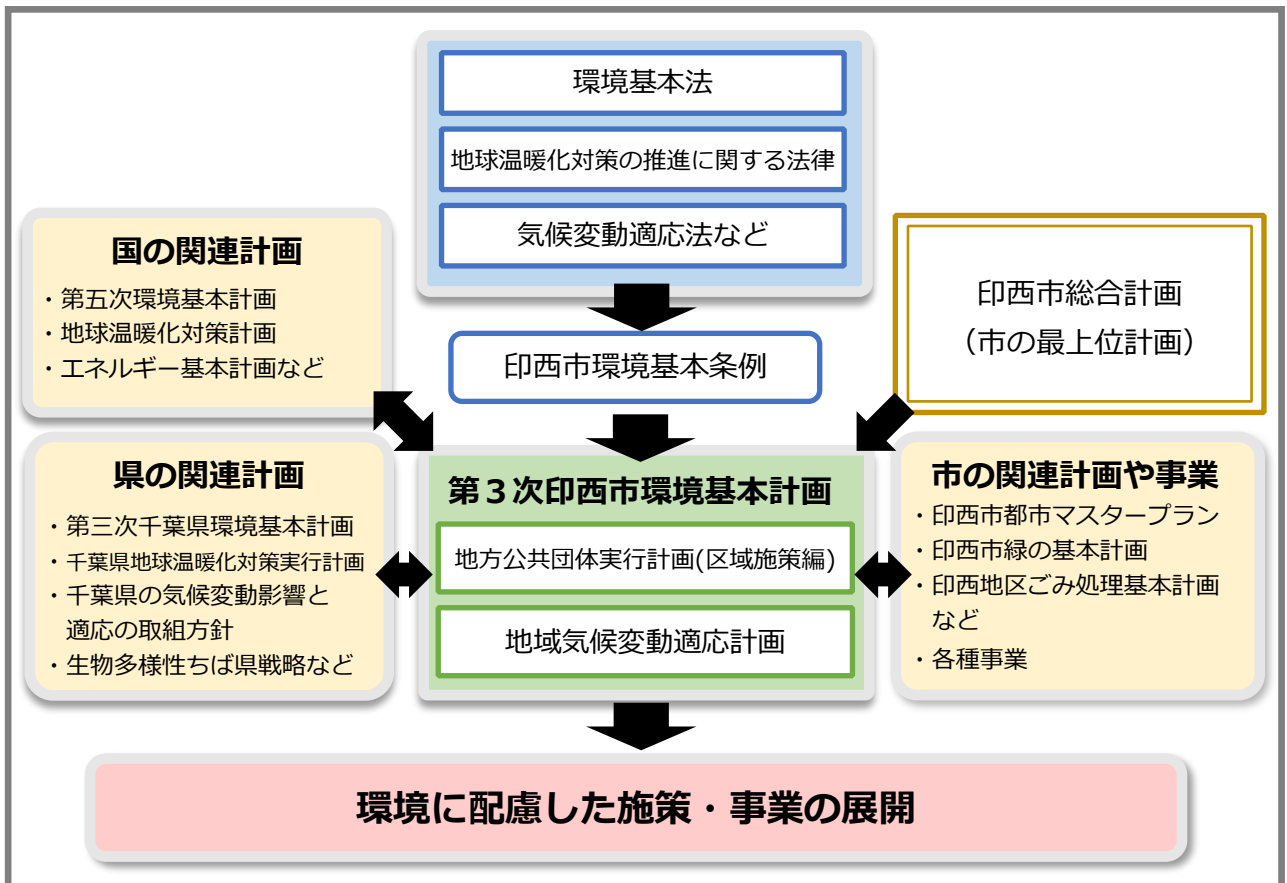 環境基本法
地球温暖化対策の推進に関する法律
気候変動適応法など
国の関連計画
・第五次環境基本計画
・地球温暖化対策計画
・エネルギー基本計画など
印西市総合計画
（市の最上位計画）
印西市環境基本条例
県の関連計画
・第三次千葉県環境基本計画
・千葉県地球温暖化対策実行計画
・千葉県の気候変動影響と
適応の取組方針
・生物多様性ちば県戦略など
第３次印西市環境基本計画
地方公共団体実行計画(区域施策編)
地域気候変動適応計画
市の関連計画や事業
・印西市都市マスタープラン
・印西市緑の基本計画
・印西地区ごみ処理基本計画
など
・各種事業
環境に配慮した施策・事業の展開